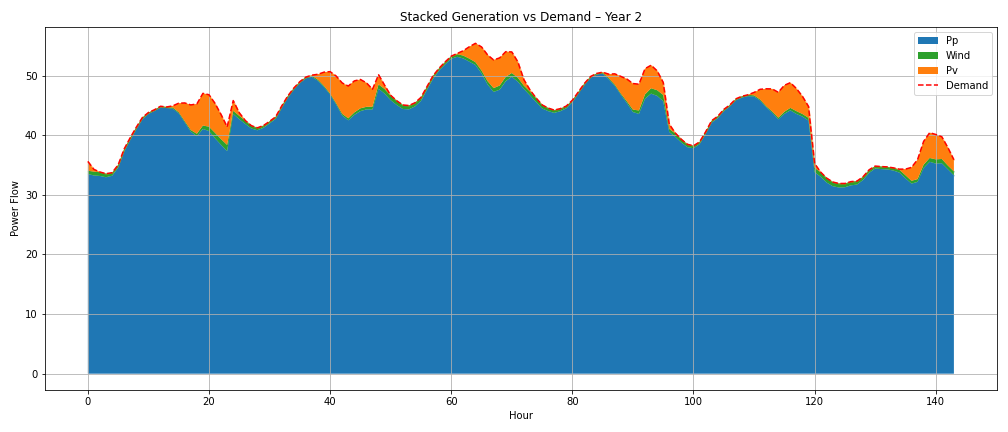 Stacked Generation vs Demand – Year 2
Pp
Wind
Pv
Demand
Power Flow
50
40
30
20
10
0
0 20 40 60 80 100 120 140
Hour